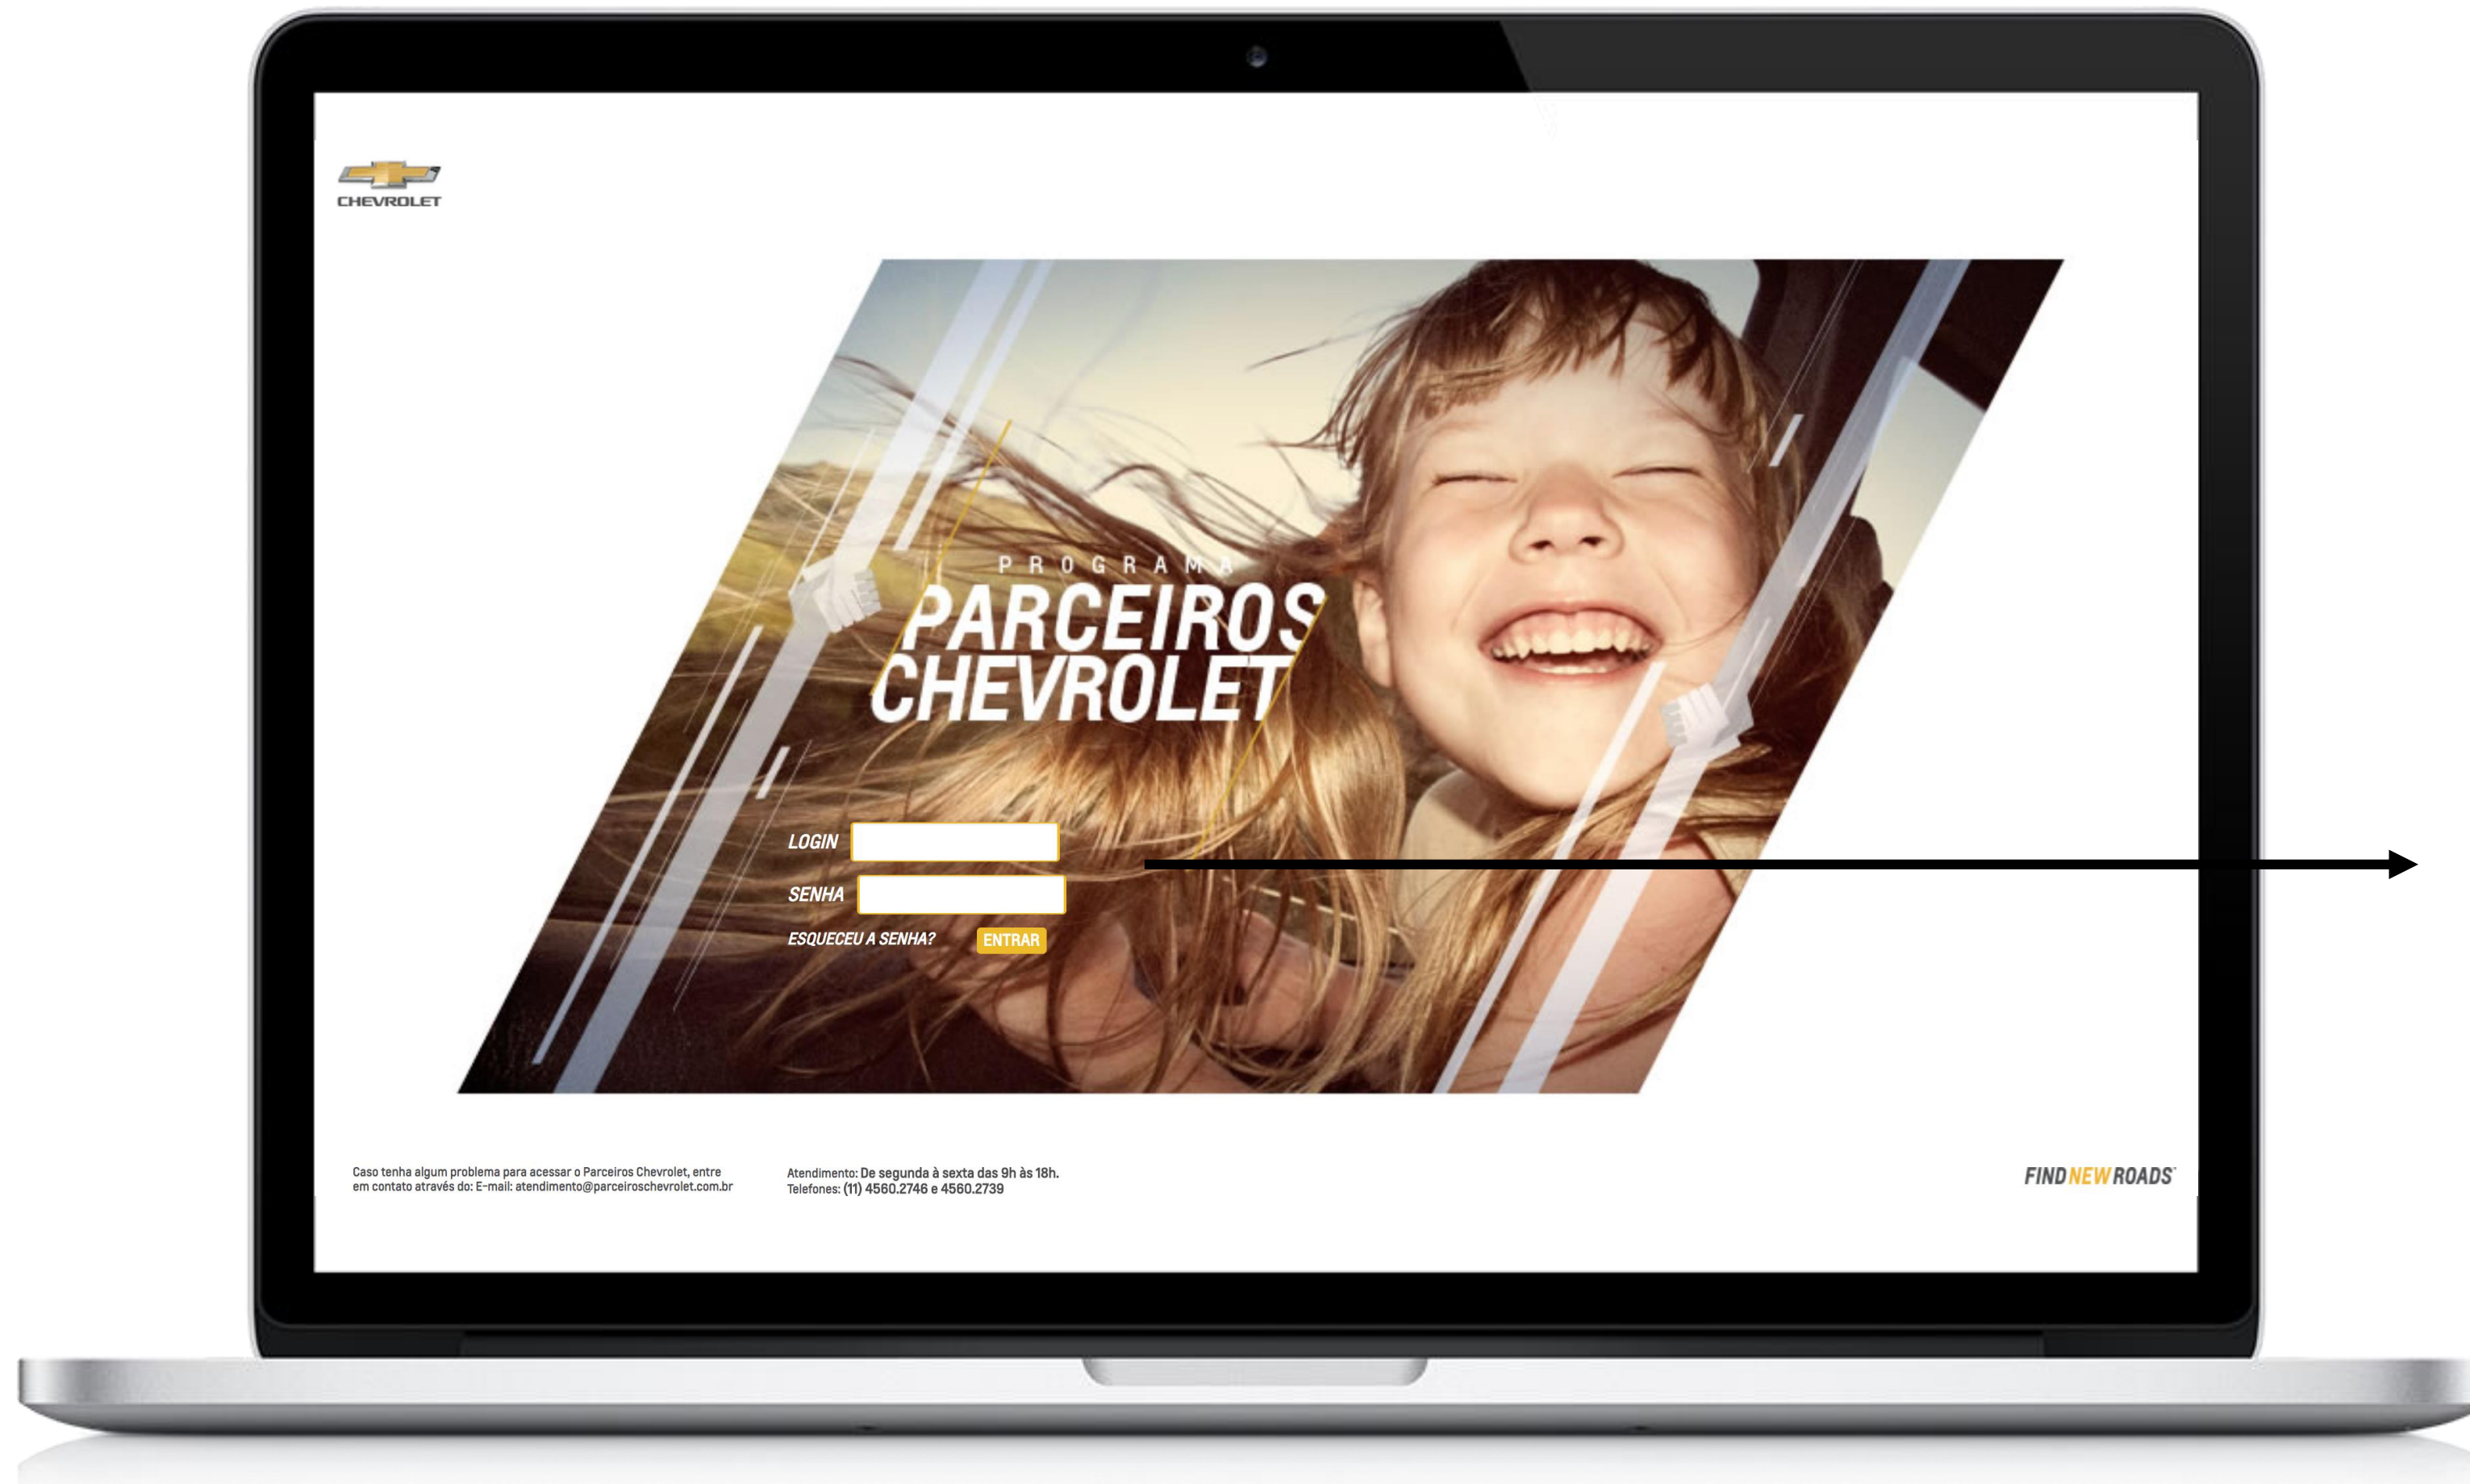 CHEVROLET
PROGRAMA
PARCEIROS
CHEVROLET
LOGIN
SENHA
ESQUECEU A SENHA? ENTRAR
Caso tenha algum problema para acessar o Parceiros Chevrolet, entre
em contato através do: E-mail: atendimento@parceiroschevrolet.com.br
Atendimento: De segunda à sexta das 9h às 18h.
Telefones: (11) 4560.2746 e 4560.2739
FIND NEW ROADS